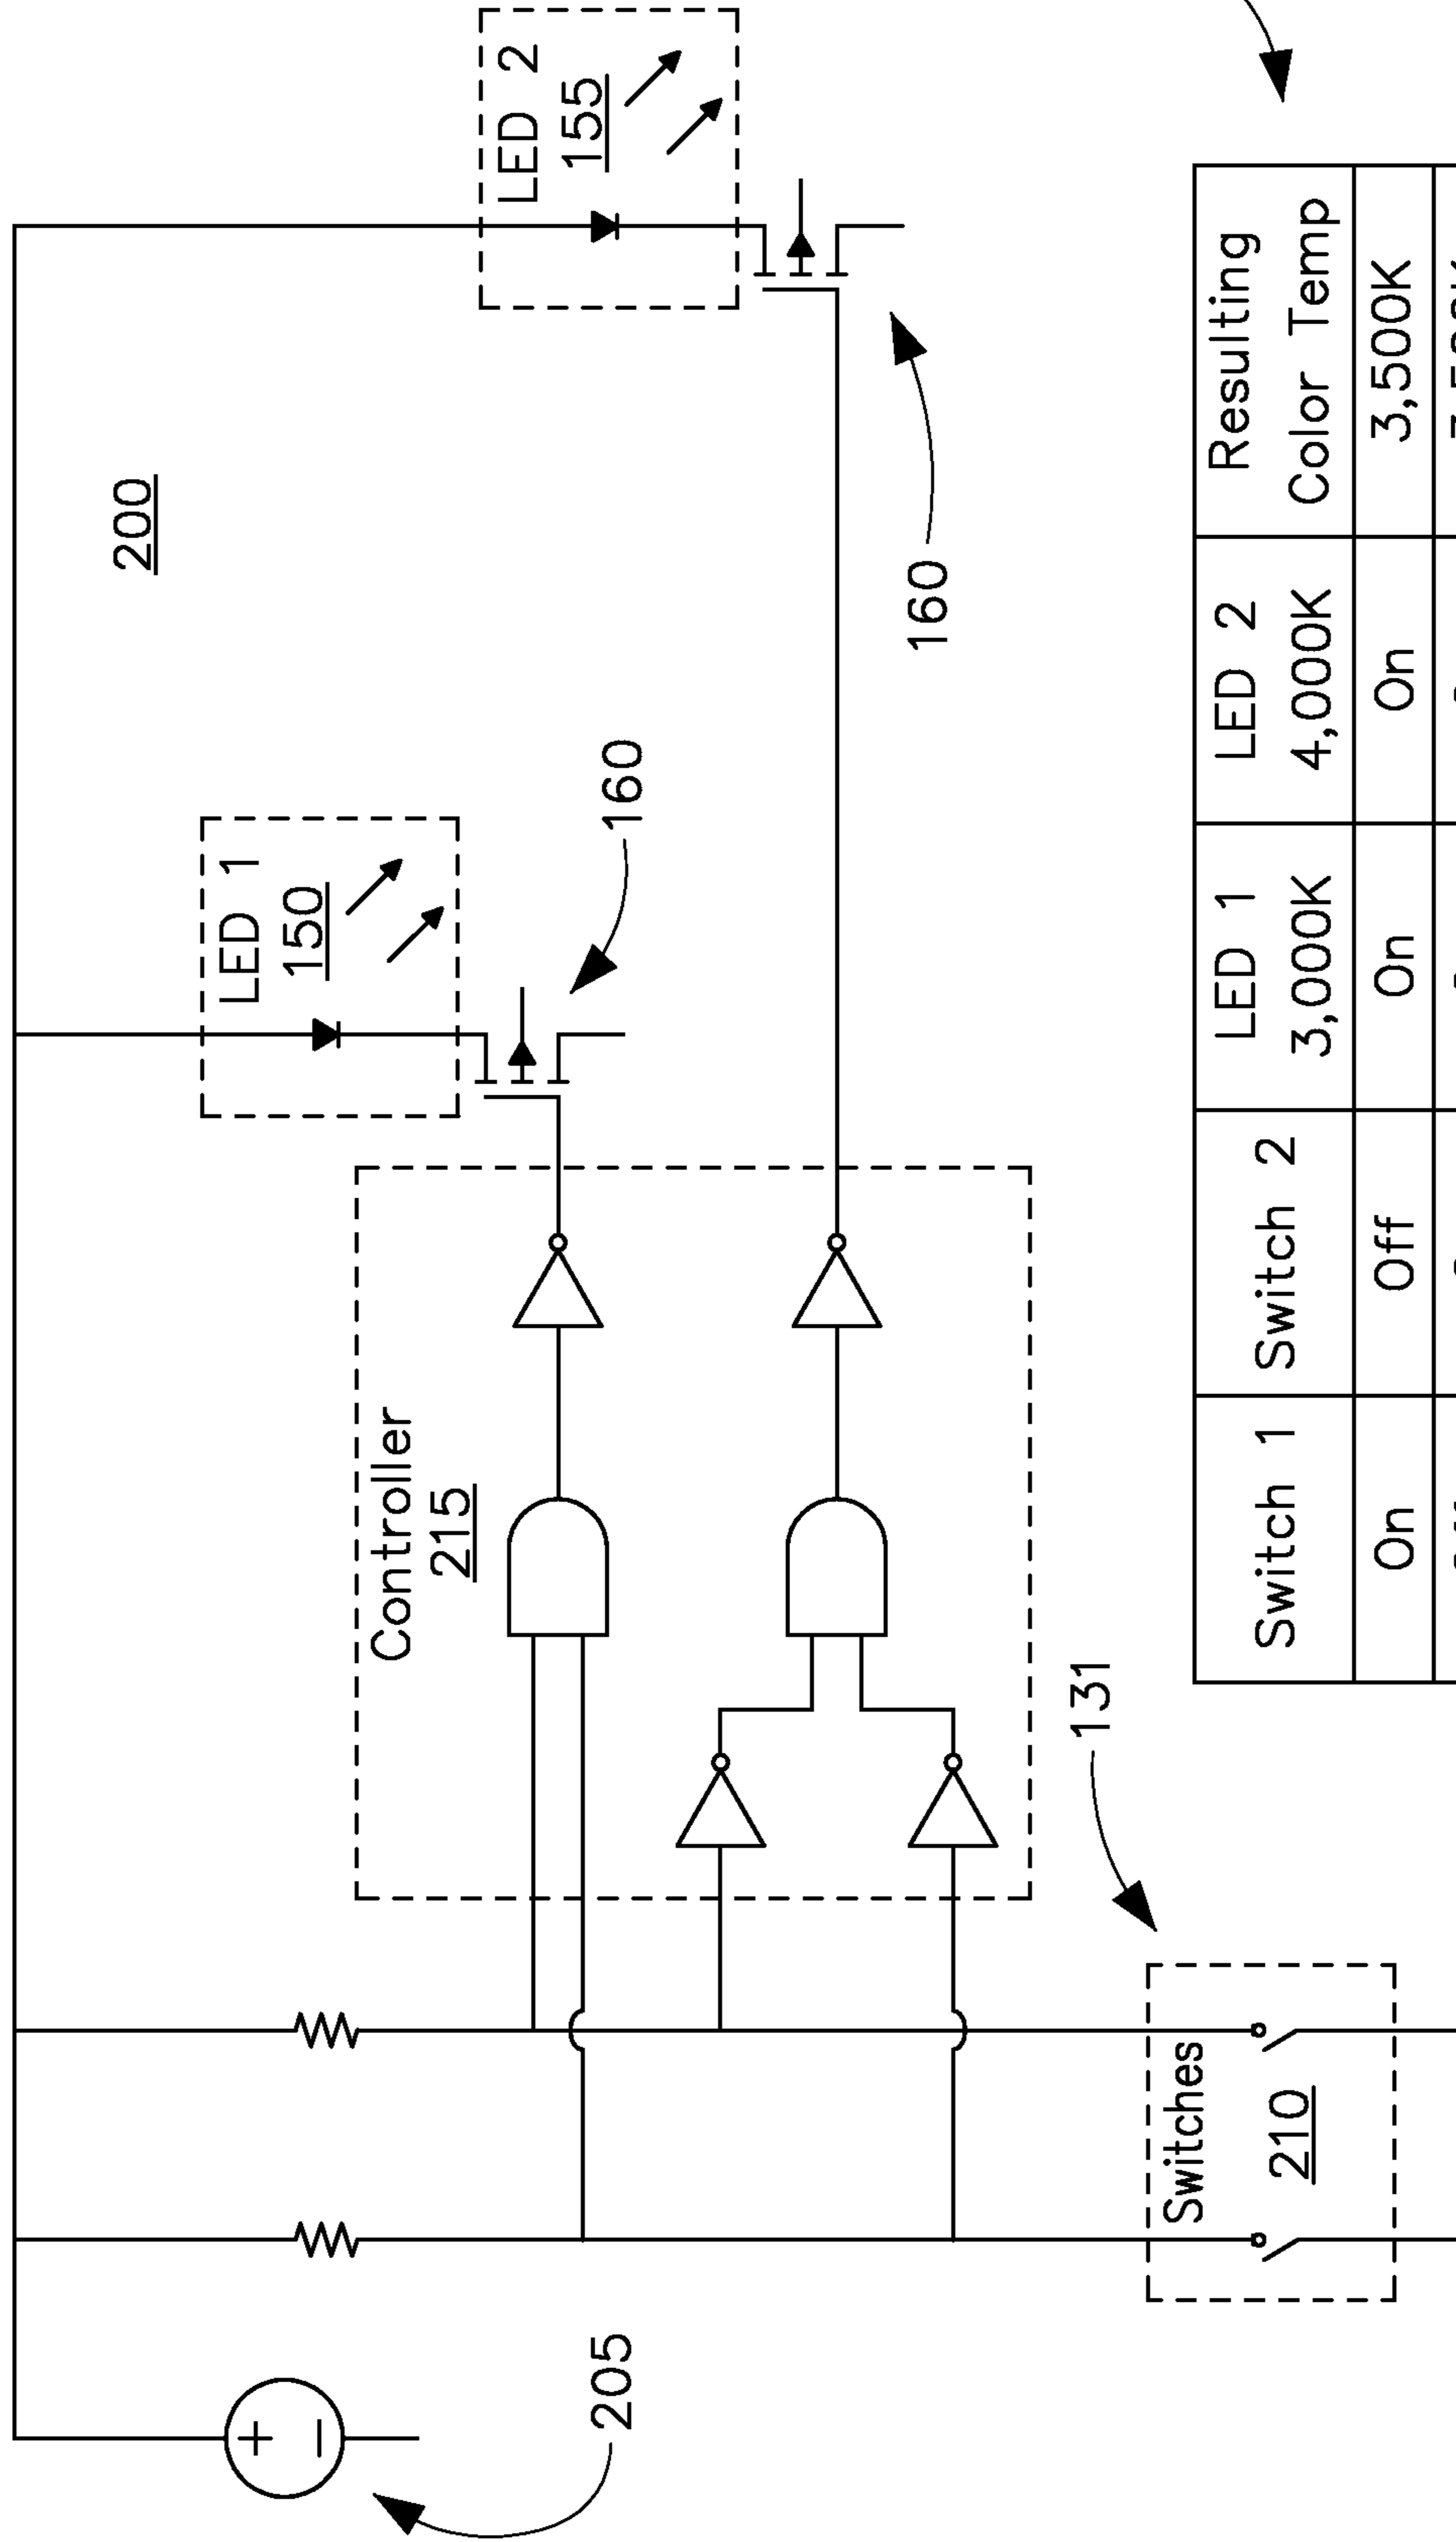 200
LED 2
155
LED 1
150
160
160
Controller
215
131
Switches
210
205
+
−
Switch 1 Switch 2 LED 1 3,000K LED 2 4,000K Resulting Color Temp
On Off On On 3,500K